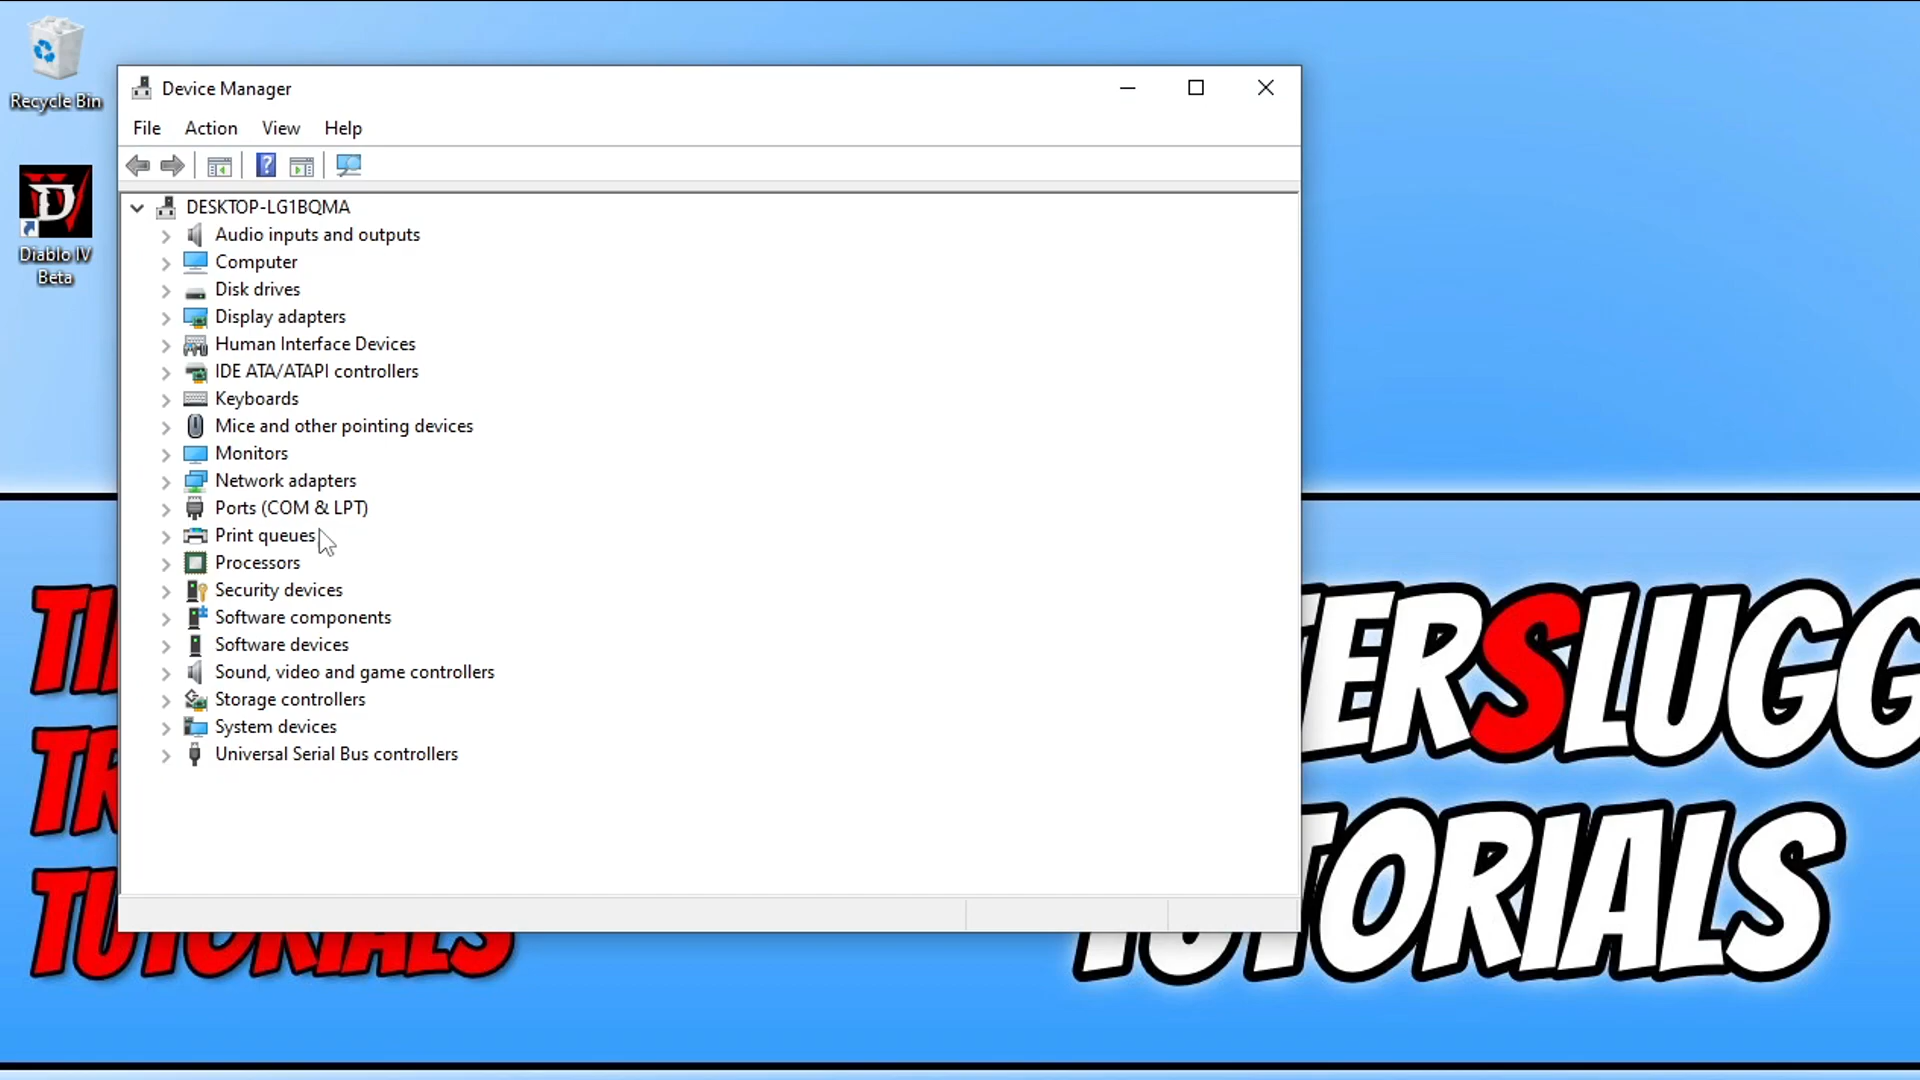 Recycle Bin
Diablo IV
Beta
Device Manager
File Action View Help
DESKTOP-LG1BQMA
Audio inputs and outputs
Computer
Disk drives
Display adapters
Human Interface Devices
IDE ATA/ATAPI controllers
Keyboards
Mice and other pointing devices
Monitors
Network adapters
Ports (COM & LPT)
Print queues
Processors
Security devices
Software components
Software devices
Sound, video and game controllers
Storage controllers
System devices
Universal Serial Bus controllers
TUTORIALS
ERSLUGG
TUTORIALS